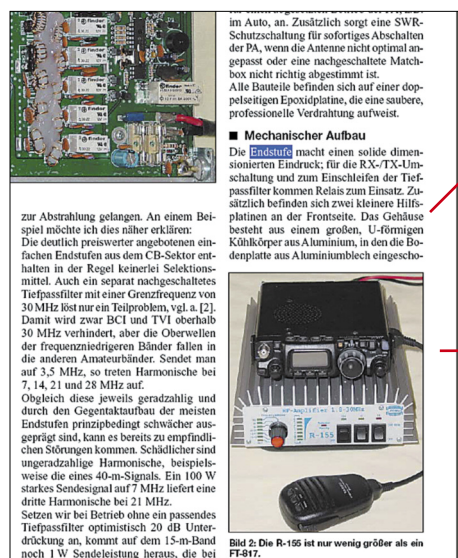 im Auto, an. Zusätzlich sorgt eine SWR-
Schutzschaltung für sofortiges Abschalten
der PA, wenn die Antenne nicht optimal an-
gepasst oder eine nachgeschaltete Match-
box nicht richtig abgestimmt ist.
Alle Bauteile befinden sich auf einer dop-
pelseitigen Epoxidplatine, die eine saubere,
professionelle Verdrahtung aufweist.
■ Mechanischer Aufbau
Die Endstufe macht einen solide dimen-
sionierten Eindruck; für die RX-/TX-Um-
schaltung und zum Einschleifen der Tief-
passfilter kommen Relais zum Einsatz. Zu-
sätzlich befinden sich zwei kleinere Hilfs-
platinen an der Frontseite. Das Gehäuse
besteht aus einem großen, U-förmigen
Kühlkörper aus Aluminium, in den die Bo-
denplatte aus Aluminiumblech eingescho-
finder
finder
finder
finder
finder
zur Abstrahlung gelangen. An einem Bei-
spiel möchte ich dies näher erklären:
Die deutlich preiswerter angebotenen ein-
fachen Endstufen aus dem CB-Sektor ent-
halten in der Regel keinerlei Selektions-
mittel. Auch ein separat nachgeschaltetes
Tiefpassfilter mit einer Grenzfrequenz von
30 MHz löst nur ein Teilproblem, vgl. a. [2].
Damit wird zwar BCI und TVI oberhalb
30 MHz verhindert, aber die Oberwellen
der frequenzniedrigeren Bänder fallen in
die anderen Amateurbänder. Sendet man
auf 3,5 MHz, so treten Harmonische bei
7, 14, 21 und 28 MHz auf.
Obgleich diese jeweils geradzahlig und
durch den Gegentaktaufbau der meisten
Endstufen prinzipbedingt schwächer aus-
geprägt sind, kann es bereits zu empfindli-
chen Störungen kommen. Schädlicher sind
ungeradzahlige Harmonische, beispiels-
weise die eines 40-m-Signals. Ein 100 W
starkes Sendesignal auf 7 MHz liefert eine
dritte Harmonische bei 21 MHz.
Setzen wir bei Betrieb ohne ein passendes
Tiefpassfilter optimistisch 20 dB Unter-
drückung an, kommt auf dem 15-m-Band
noch 1 W Sendeleistung heraus, die bei
HF-Amplifier 1,8-30MHz
R-155
Bild 2: Die R-155 ist nur wenig größer als ein
FT-817.